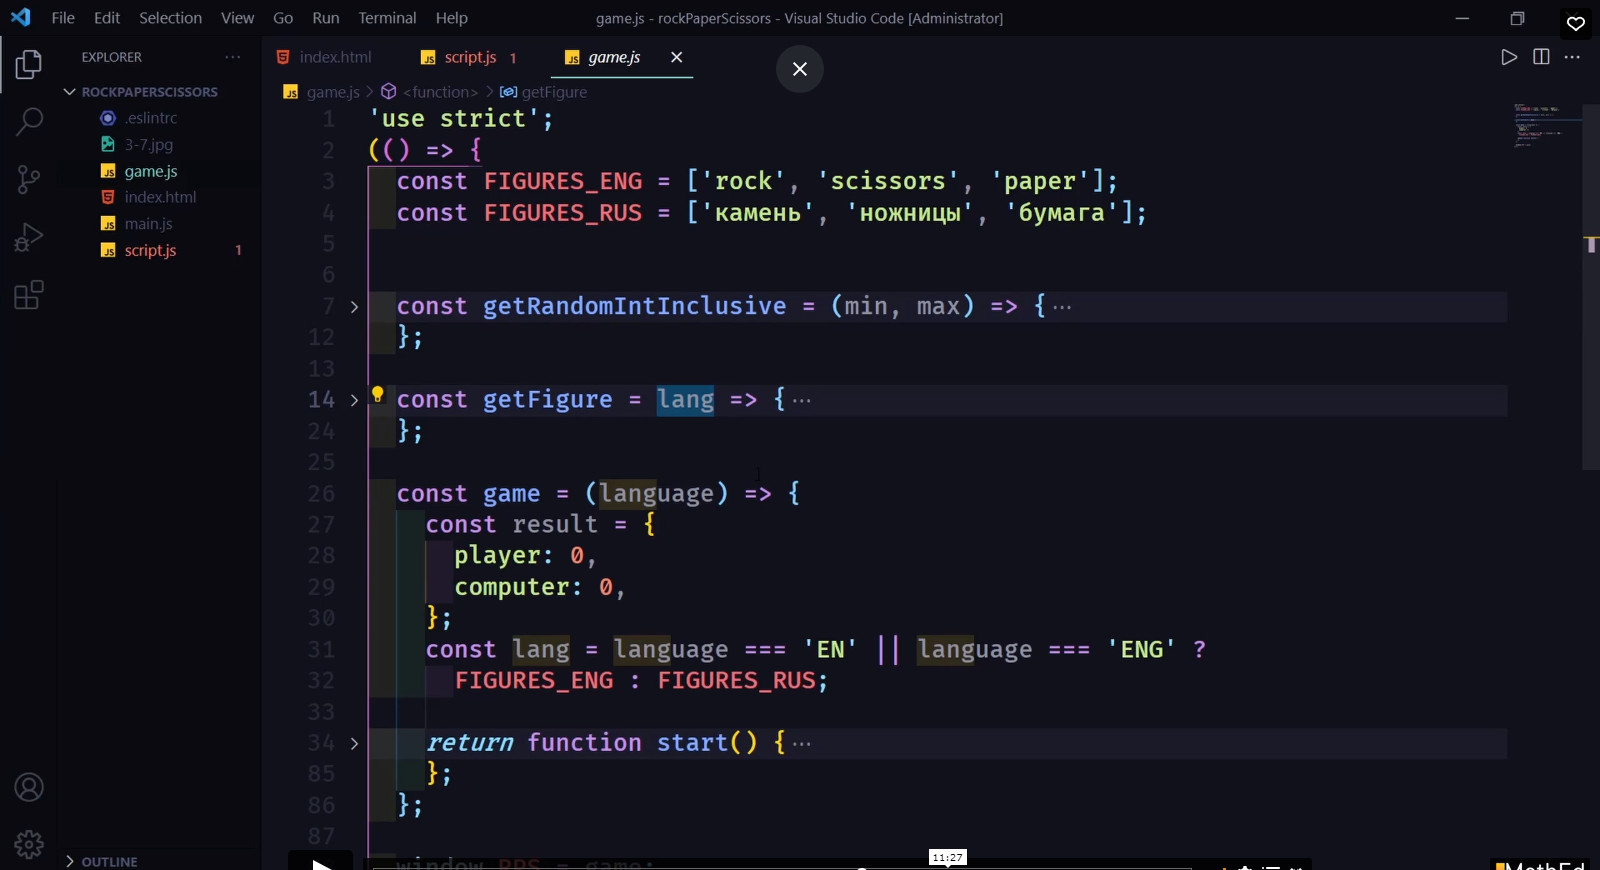 File Edit Selection View Go Run Terminal Help
game.js - rockPaperScissors - Visual Studio Code [Administrator]
EXPLORER
ROCKPAPERSCISSORS
.eslintrc
3-7.jpg
game.js
index.html
main.js
script.js 1
OUTLINE
index.html script.js 1 game.js
game.js > <function> > getFigure
1 'use strict';
2 (() => {
3 const FIGURES_ENG = ['rock', 'scissors', 'paper'];
4 const FIGURES_RUS = ['камень', 'ножницы', 'бумага'];
5
6
7 const getRandomIntInclusive = (min, max) => {···
12 };
13
14 const getFigure = lang => {···
24 };
25
26 const game = (language) => {
27 const result = {
28 player: 0,
29 computer: 0,
30 };
31 const lang = language === 'EN' || language === 'ENG' ?
32 FIGURES_ENG : FIGURES_RUS;
33
34 return function start() {···
85 };
86 };
87
window.RPS = game;
11:27
MethEd